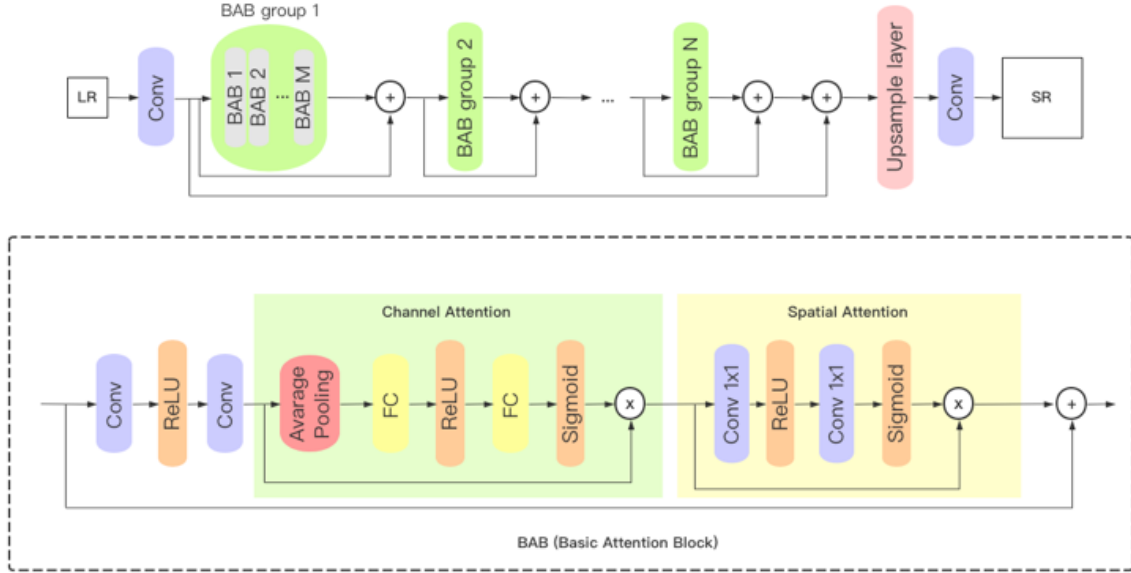 BAB group 1
LR
Conv
BAB 1
BAB 2
...
BAB M
+
BAB group 2
+
...
BAB group N
+
+
Upsample layer
Conv
SR
Channel Attention
Spatial Attention
Conv
ReLU
Conv
Avarage
Pooling
FC
ReLU
FC
Sigmoid
x
Conv 1x1
ReLU
Conv 1x1
Sigmoid
x
+
BAB (Basic Attention Block)